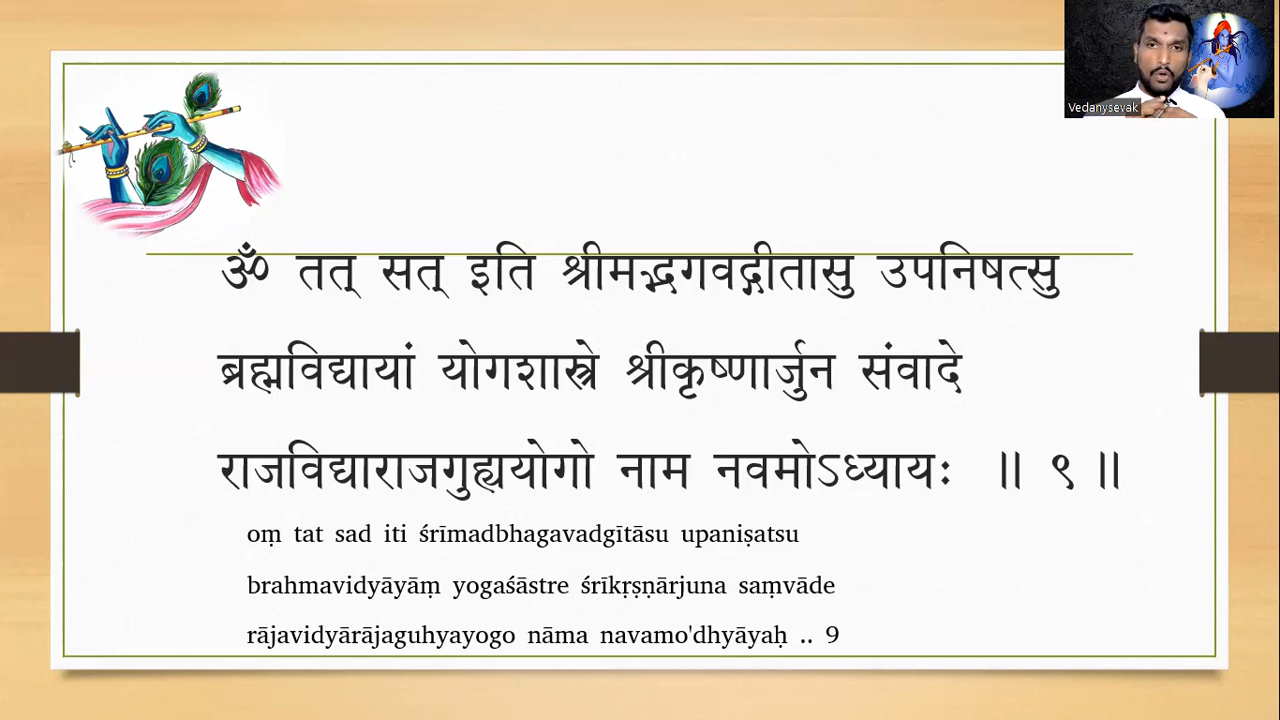 Vedanysevak
ॐ तत् सत् इति श्रीमद्भगवद्गीतासु उपनिषत्सु
ब्रह्मविद्यायां योगशास्त्रे श्रीकृष्णार्जुन संवादे
राजविद्याराजगुह्ययोगो नाम नवमोऽध्यायः ॥ ९ ॥
oṃ tat sad iti śrīmadbhagavadgītāsu upaniṣatsu
brahmavidyāyāṃ yogaśāstre śrīkṛṣṇārjuna saṃvāde
rājavidyārājaguhyayogo nāma navamo'dhyāyaḥ .. 9